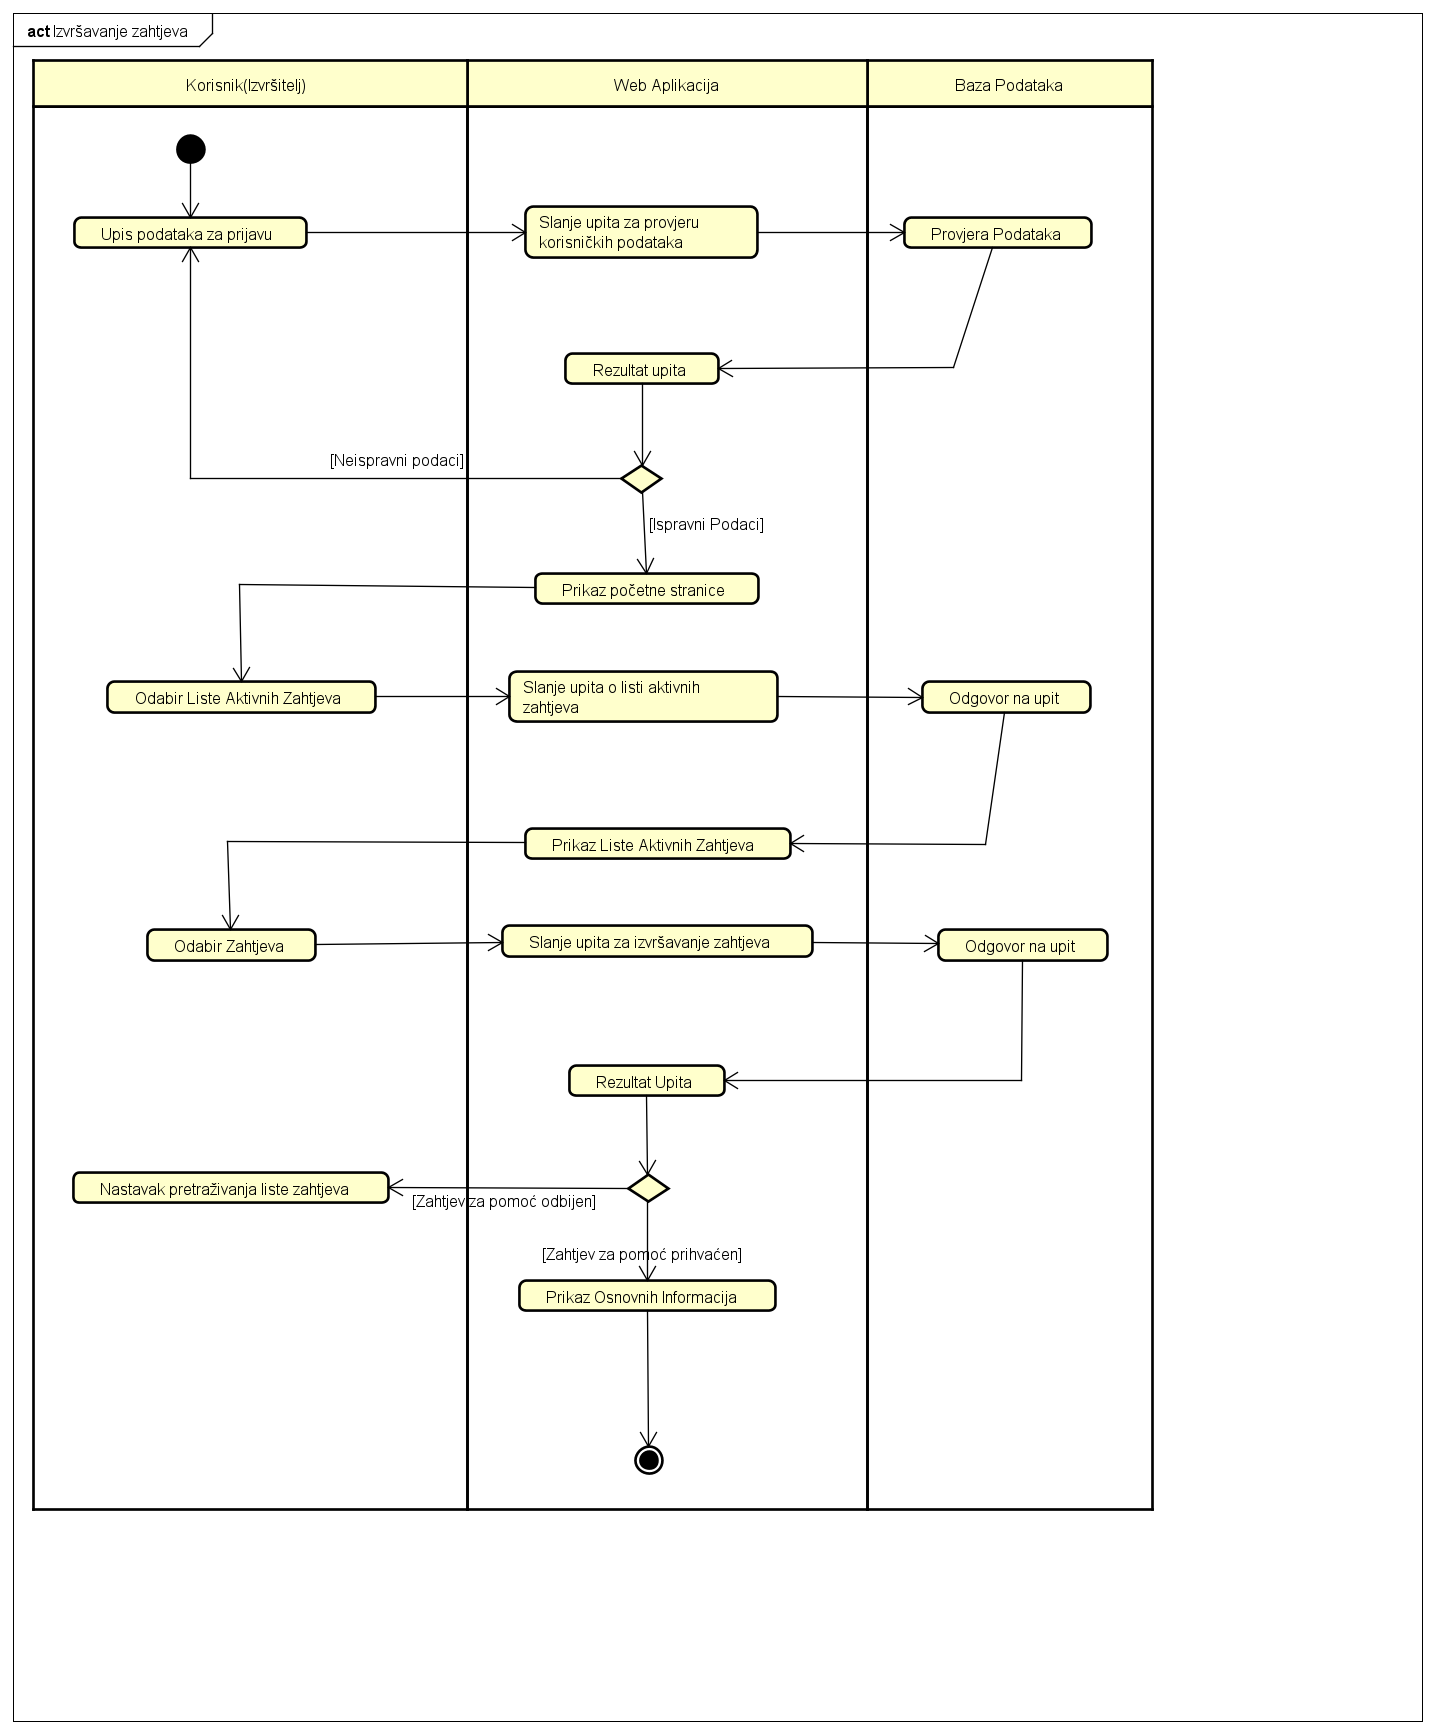 act Izvršavanje zahtjeva
Korisnik(Izvršitelj)
Web Aplikacija
Baza Podataka
Upis podataka za prijavu
Slanje upita za provjeru
korisničkih podataka
Provjera Podataka
Rezultat upita
[Neispravni podaci]
[Ispravni Podaci]
Prikaz početne stranice
Odabir Liste Aktivnih Zahtjeva
Slanje upita o listi aktivnih
zahtjeva
Odgovor na upit
Prikaz Liste Aktivnih Zahtjeva
Odabir Zahtjeva
Slanje upita za izvršavanje zahtjeva
Odgovor na upit
Rezultat Upita
Nastavak pretraživanja liste zahtjeva
[Zahtjev za pomoć odbijen]
[Zahtjev za pomoć prihvaćen]
Prikaz Osnovnih Informacija